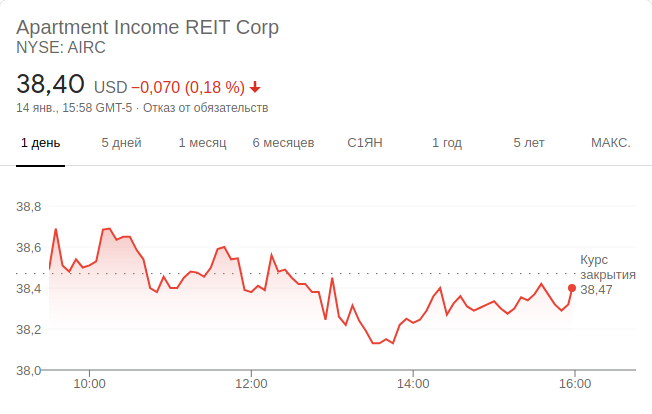 Apartment Income REIT Corp
NYSE: AIRC
38,40 USD −0,070 (0,18 %)
14 янв., 15:58 GMT-5 · Отказ от обязательств
1 день 5 дней 1 месяц 6 месяцев С1ЯН 1 год 5 лет МАКС.
38,8
38,6
Курс
закрытия
38,47
38,4
38,2
38,0
10:00 12:00 14:00 16:00